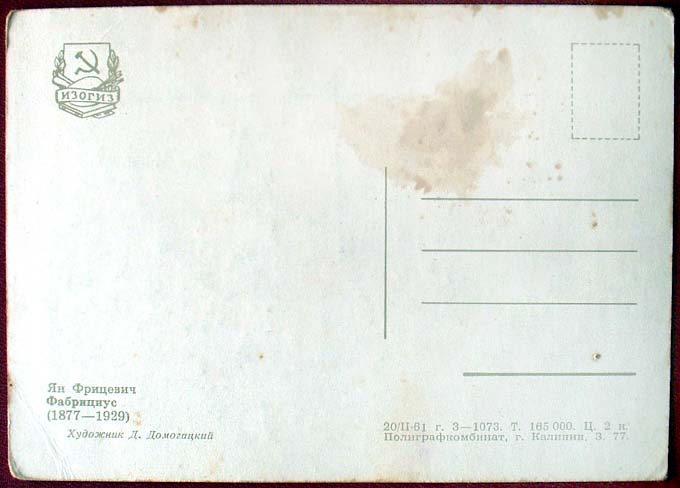 ИЗОГИЗ
Ян Фрицевич
Фабрициус
(1877—1929)
Художник Д. Домогацкий
20/II-61 г. З—1073. Т. 165 000. Ц. 2 к.
Полиграфкомбинат, г. Калинин, З. 77.